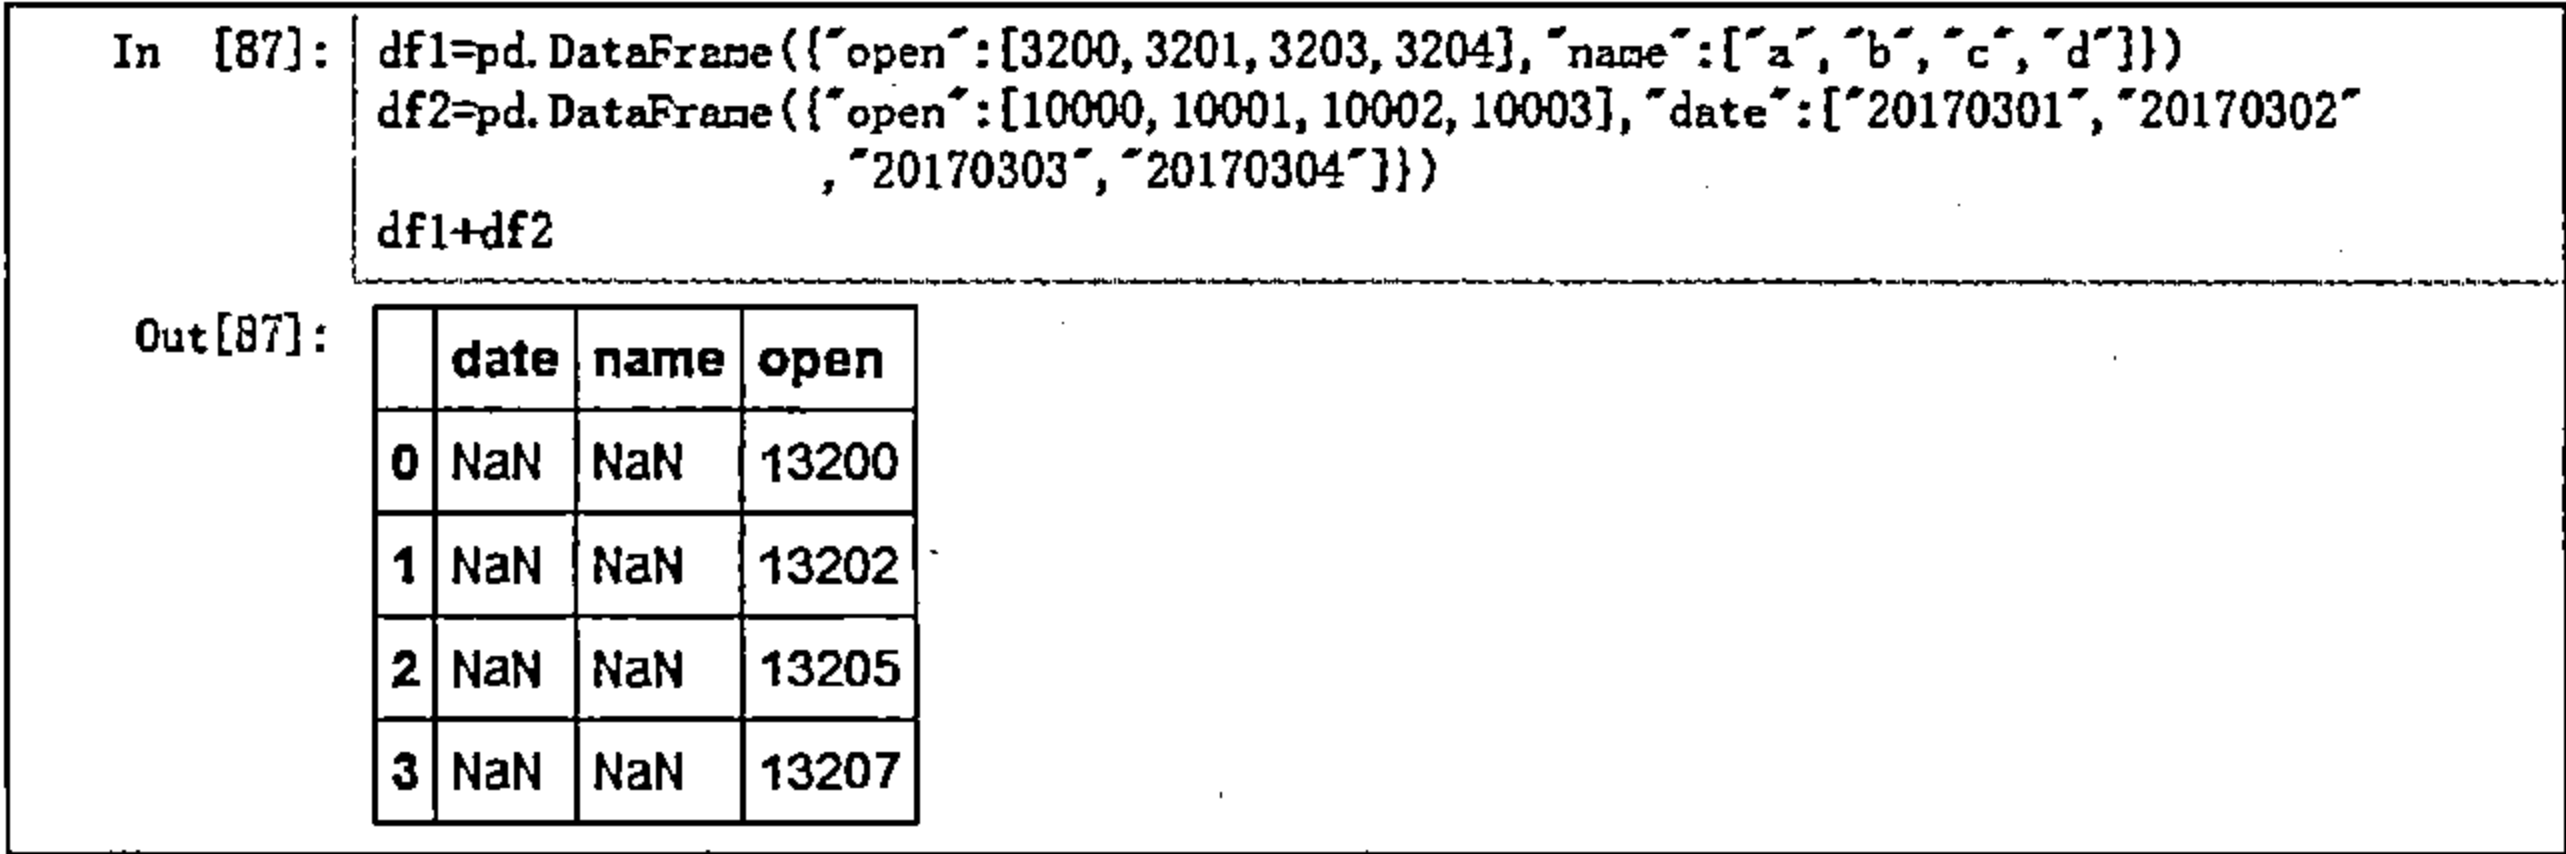 In [87]: df1=pd.DataFrame({"open":[3200,3201,3203,3204],"name":["a","b","c","d"]})
df2=pd.DataFrame({"open":[10000,10001,10002,10003],"date":["20170301","20170302"
,"20170303","20170304"]})
df1+df2
Out[87]:
date name open
0 NaN NaN 13200
1 NaN NaN 13202
2 NaN NaN 13205
3 NaN NaN 13207